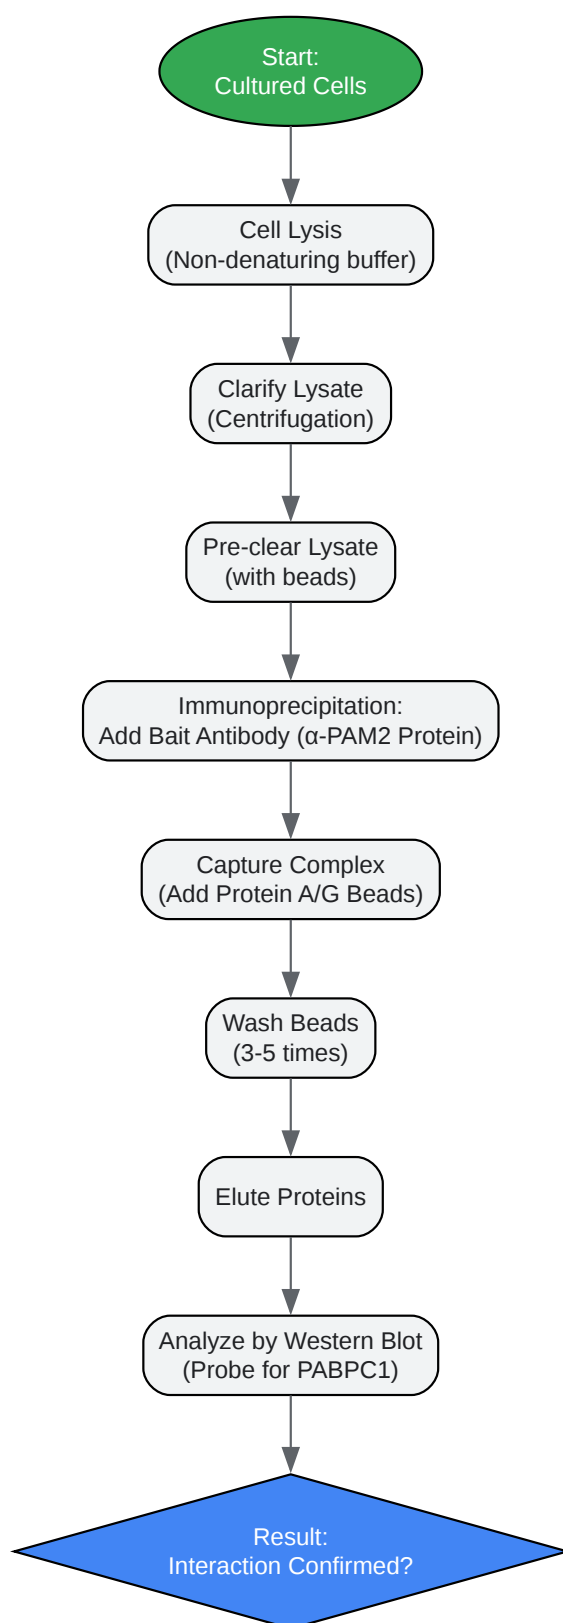 Start:
Cultured Cells
Cell Lysis
(Non-denaturing buffer)
Clarify Lysate
(Centrifugation)
Pre-clear Lysate
(with beads)
Immunoprecipitation:
Add Bait Antibody (α-PAM2 Protein)
Capture Complex
(Add Protein A/G Beads)
Wash Beads
(3-5 times)
Elute Proteins
Analyze by Western Blot
(Probe for PABPC1)
Result:
Interaction Confirmed?